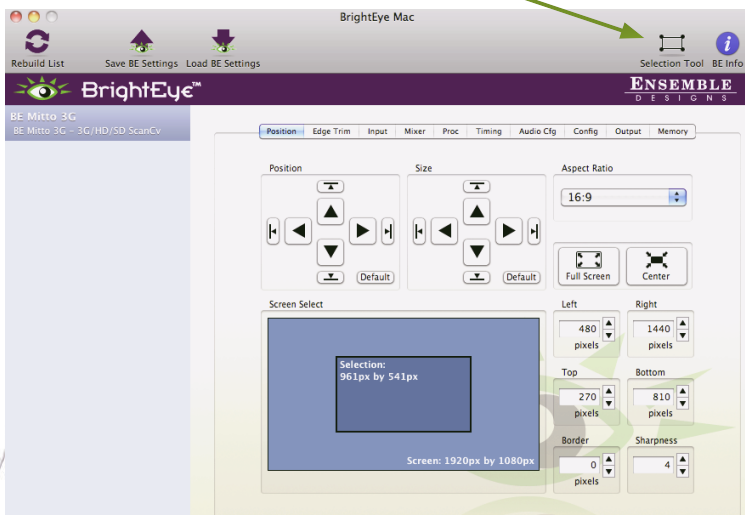 BrightEye Mac
Rebuild List Save BE Settings Load BE Settings Selection Tool BE Info
BrightEye™ ENSEMBLE
DESIGNS
BE Mitto 3G
BE Mitto 3G - 3G/HD/SD ScanCv
Position Edge Trim Input Mixer Proc Timing Audio Cfg Config Output Memory
Position Size Aspect Ratio
16:9
Default Default Full Screen Center
Screen Select Left Right
480 1440
pixels pixels
Selection:
961px by 541px
Top Bottom
270 810
pixels pixels
Border Sharpness
Screen: 1920px by 1080px
0 4
pixels